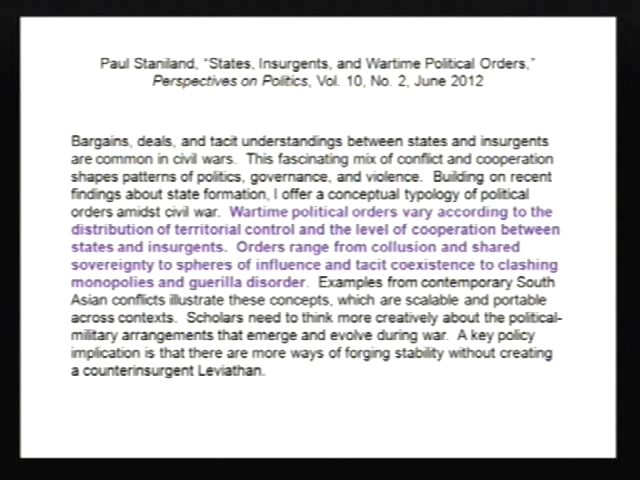 Paul Staniland, "States, Insurgents, and Wartime Political Orders,"
Perspectives on Politics, Vol. 10, No. 2, June 2012
Bargains, deals, and tacit understandings between states and insurgents
are common in civil wars. This fascinating mix of conflict and cooperation
shapes patterns of politics, governance, and violence. Building on recent
findings about state formation, I offer a conceptual typology of political
orders amidst civil war. Wartime political orders vary according to the
distribution of territorial control and the level of cooperation between
states and insurgents. Orders range from collusion and shared
sovereignty to spheres of influence and tacit coexistence to clashing
monopolies and guerilla disorder. Examples from contemporary South
Asian conflicts illustrate these concepts, which are scalable and portable
across contexts. Scholars need to think more creatively about the political-
military arrangements that emerge and evolve during war. A key policy
implication is that there are more ways of forging stability without creating
a counterinsurgent Leviathan.